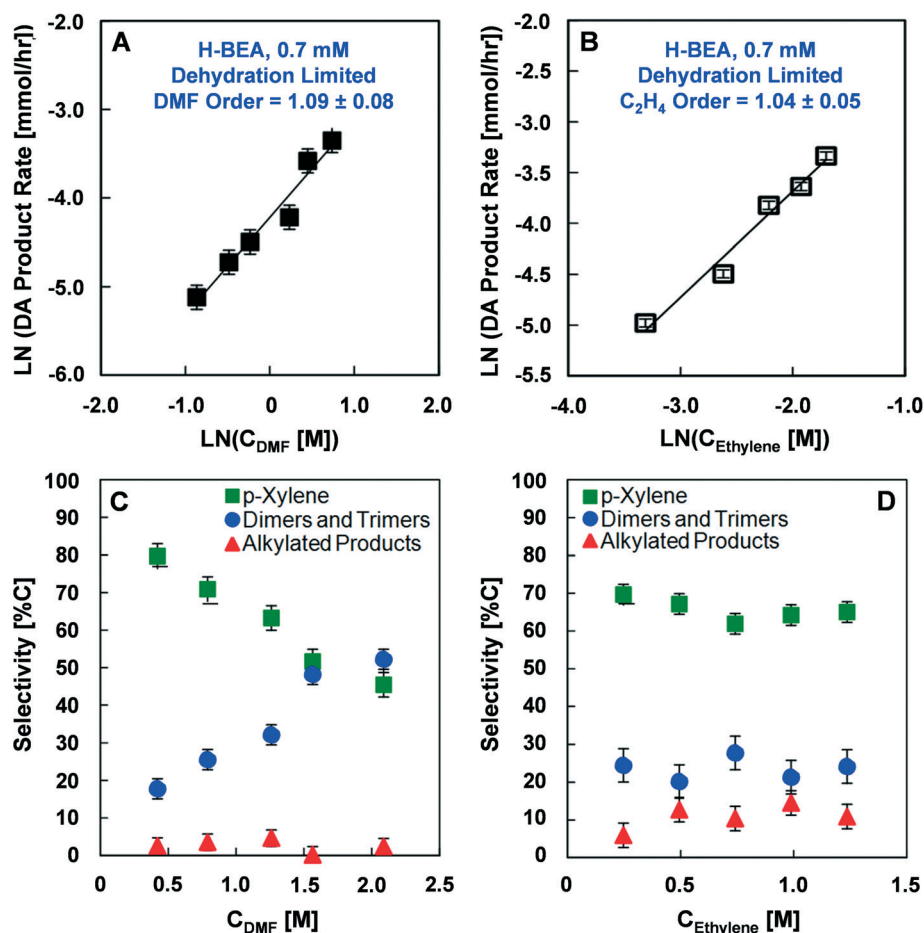 A
H-BEA, 0.7 mM
Dehydration Limited
DMF Order = 1.09 ± 0.08
LN (DA Product Rate [mmol/hr])
-2.0
-3.0
-4.0
-5.0
-6.0
-2.0 -1.0 0 1.0 2.0
LN(C_DMF [M])
B
H-BEA, 0.7 mM
Dehydration Limited
C₂H₄ Order = 1.04 ± 0.05
LN (DA Product Rate [mmol/hr])
-2.0
-2.5
-3.0
-3.5
-4.0
-4.5
-5.0
-5.5
-4.0 -3.0 -2.0 -1.0
LN(C_Ethylene [M])
C
p-Xylene
Dimers and Trimers
Alkylated Products
Selectivity [%C]
100
90
80
70
60
50
40
30
20
10
0
0 0.5 1.0 1.5 2.0 2.5
C_DMF [M]
D
p-Xylene
Dimers and Trimers
Alkylated Products
Selectivity [%C]
100
90
80
70
60
50
40
30
20
10
0
0 0.5 1.0 1.5
C_Ethylene [M]